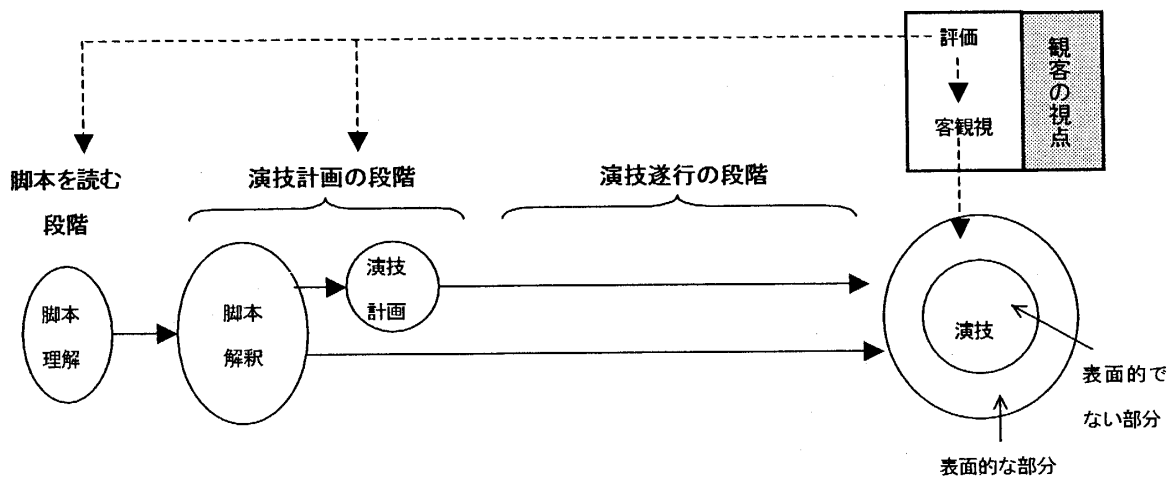 評価
客観視
観客の視点
脚本を読む
段階
演技計画の段階
演技遂行の段階
脚本
理解
脚本
解釈
演技
計画
演技
表面的で
ない部分
表面的な部分